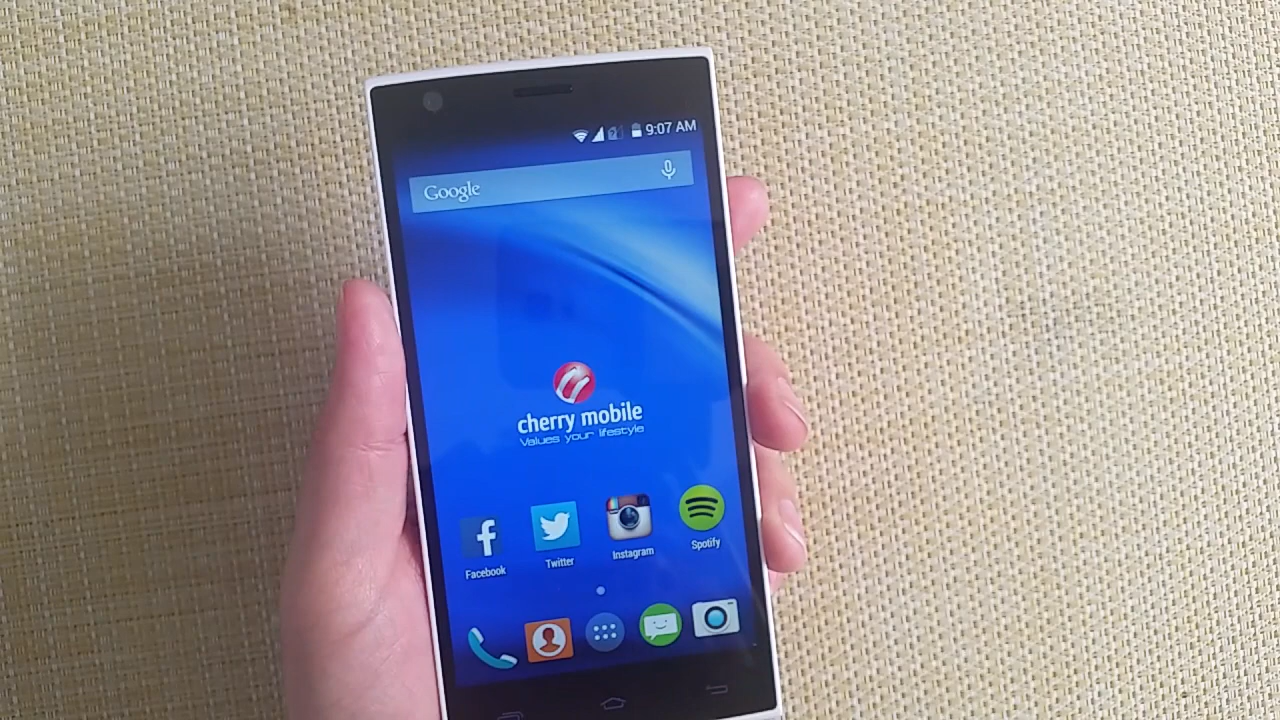 9:07 AM
Google
cherry mobile
Values your lifestyle
Facebook
Twitter
Instagram
Spotify